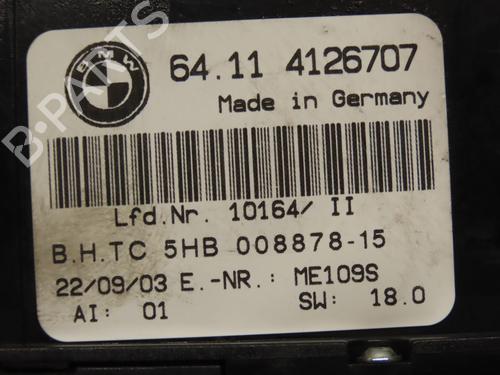 BMW
64.11 4126707
Made in Germany
Lfd.Nr. 10164/ II
B.H.TC 5HB 008878-15
22/09/03 E.-NR.: ME109S
AI: 01 SW: 18.0
B-PARTS